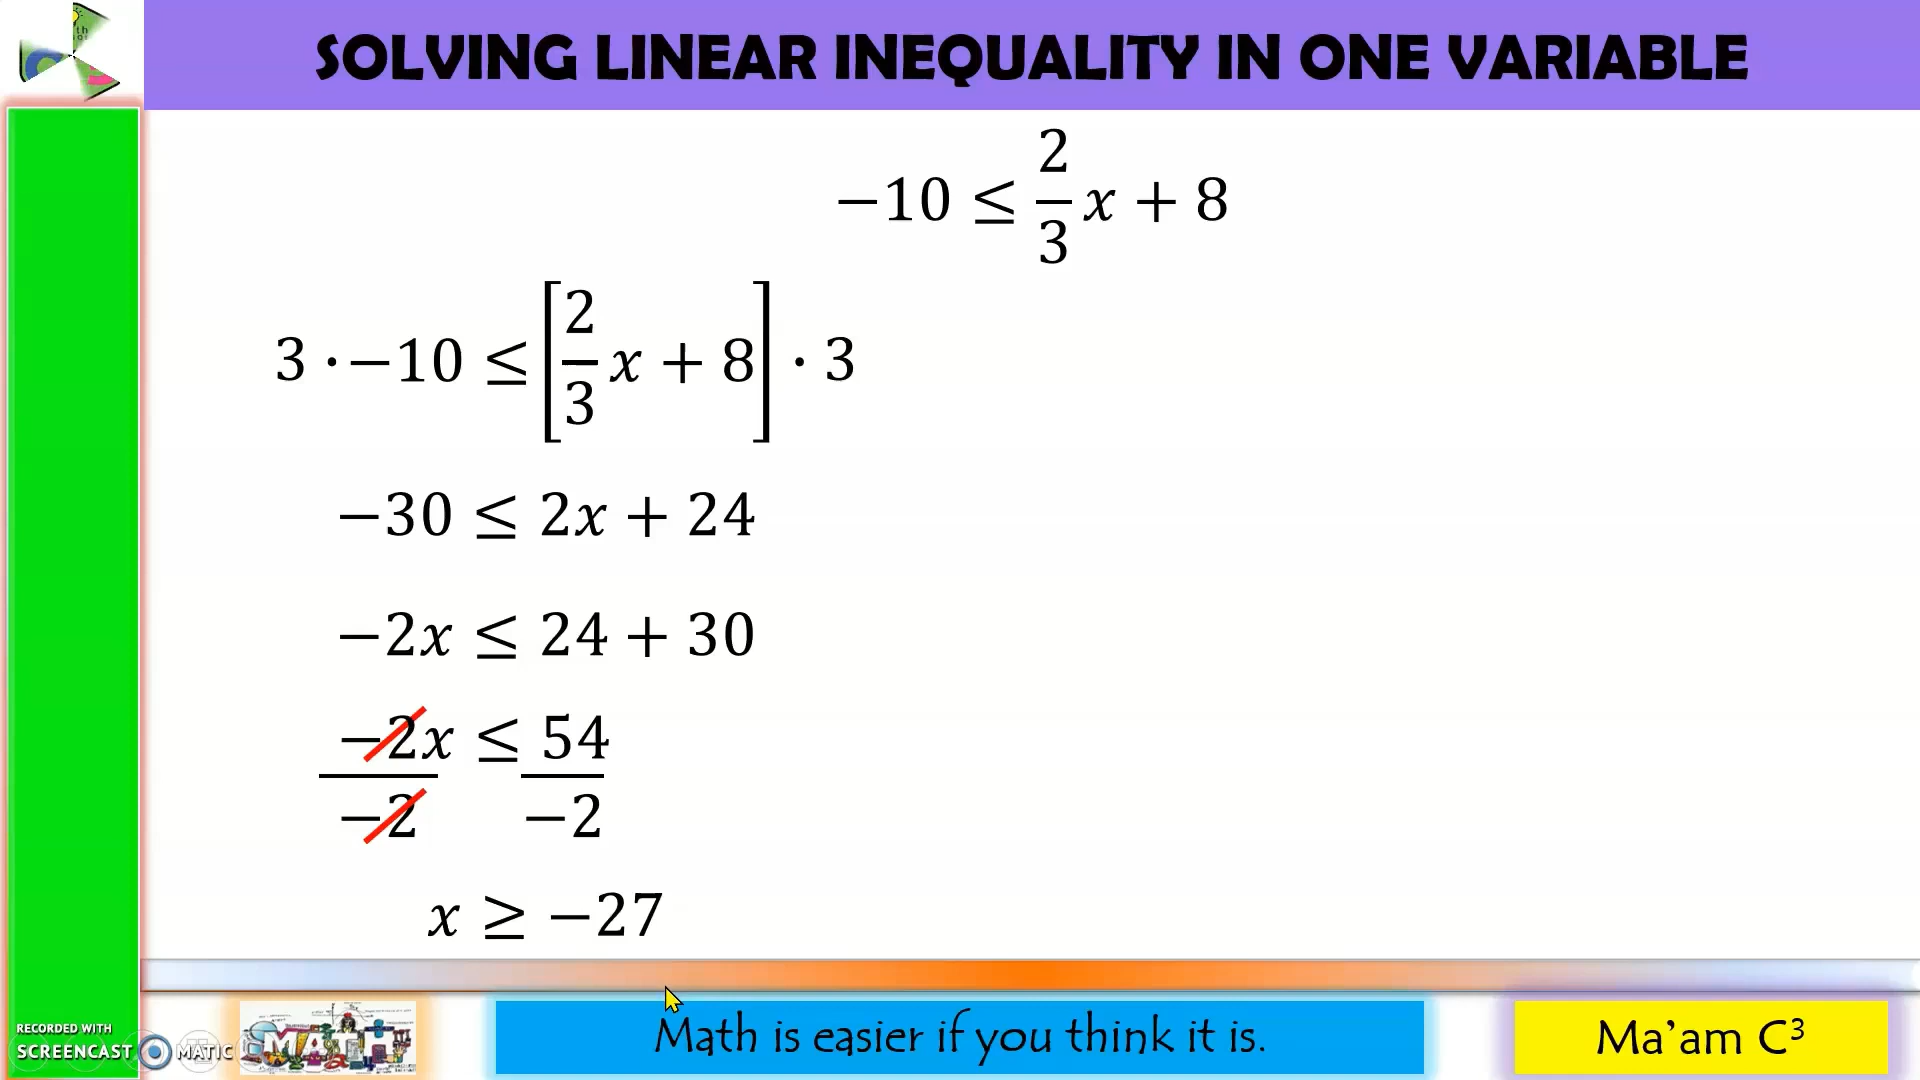 SOLVING LINEAR INEQUALITY IN ONE VARIABLE
−10 ≤ 2/3 x + 8
3 · −10 ≤ [2/3 x + 8] · 3
−30 ≤ 2x + 24
−2x ≤ 24 + 30
−2x ≤ 54
−2 −2
x ≥ −27
RECORDED WITH
SCREENCAST MATIC
MATH
Math is easier if you think it is.
Ma'am C³